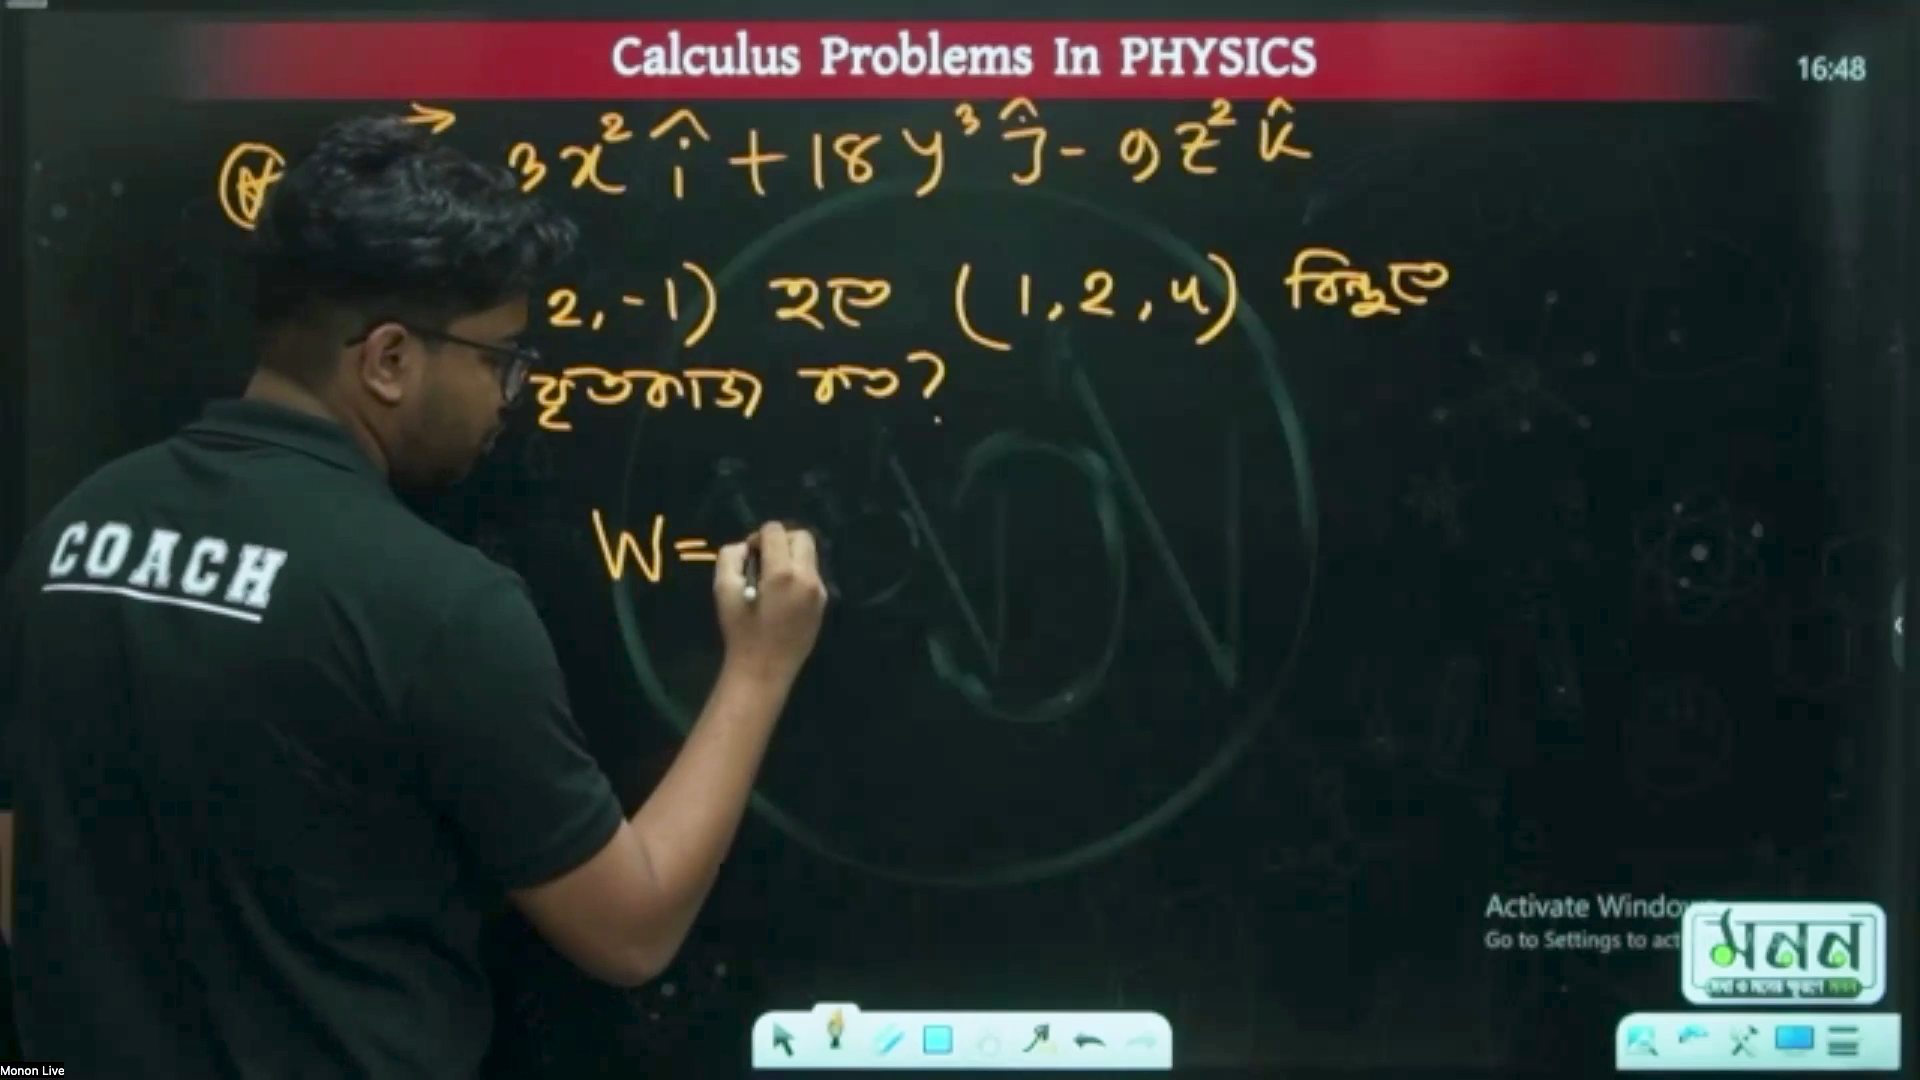 Calculus Problems In PHYSICS
16:48
3x² î + 18y³ ĵ - 9z² k̂
2, -1) হতে (1, 2, 4) বিন্দুতে
কৃতকাজ কত?
W=
COACH
Activate Windo
Go to Settings to act
মনন
Monon Live